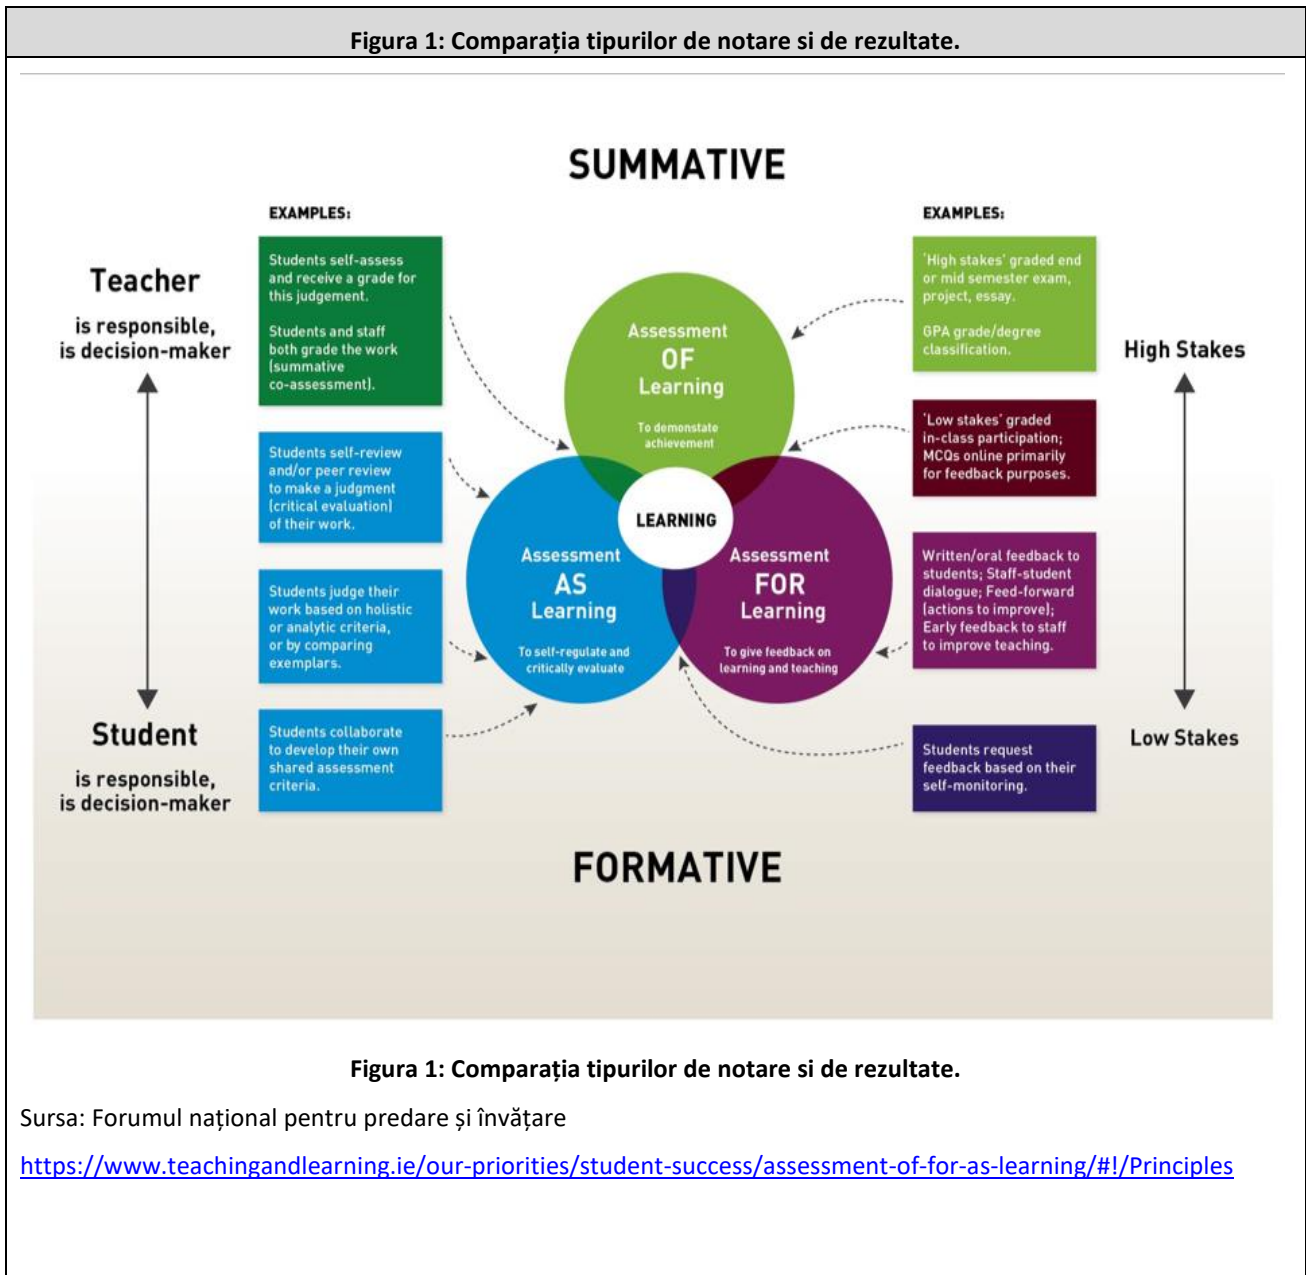 Figura 1: Comparația tipurilor de notare si de rezultate.
SUMMATIVE
Teacher
is responsible,
is decision-maker
Student
is responsible,
is decision-maker
EXAMPLES:
Students self-assess
and receive a grade for
this judgement.
Students and staff
both grade the work
(summative
co-assessment).
Students self-review
and/or peer review
to make a judgment
(critical evaluation)
of their work.
Students judge their
work based on holistic
or analytic criteria,
or by comparing
exemplars.
Students collaborate
to develop their own
shared assessment
criteria.
Assessment
OF
Learning
To demonstate
achievement
LEARNING
Assessment
AS
Learning
To self-regulate and
critically evaluate
Assessment
FOR
Learning
To give feedback on
learning and teaching
EXAMPLES:
'High stakes' graded end
or mid semester exam,
project, essay.
GPA grade/degree
classification.
'Low stakes' graded
in-class participation;
MCQs online primarily
for feedback purposes.
Written/oral feedback to
students; Staff-student
dialogue; Feed-forward
(actions to improve);
Early feedback to staff
to improve teaching.
Students request
feedback based on their
self-monitoring.
High Stakes
Low Stakes
FORMATIVE
Figura 1: Comparația tipurilor de notare si de rezultate.
Sursa: Forumul național pentru predare și învățare
https://www.teachingandlearning.ie/our-priorities/student-success/assessment-of-for-as-learning/#!/Principles